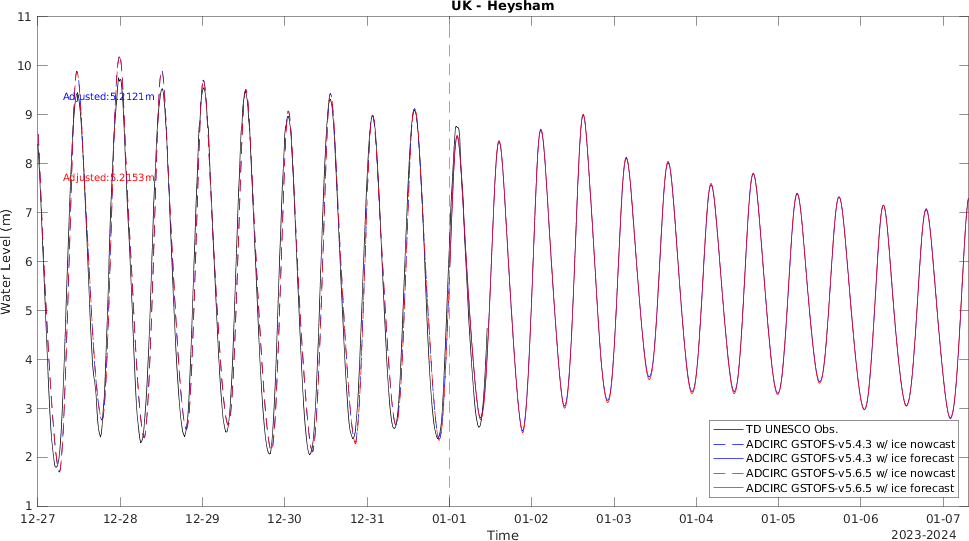 UK - Heysham
11
10
9
8
7
6
5
4
3
2
1
Water Level (m)
Adjusted:5.2121m
Adjusted:5.2153m
TD UNESCO Obs.
ADCIRC GSTOFS-v5.4.3 w/ ice nowcast
ADCIRC GSTOFS-v5.4.3 w/ ice forecast
ADCIRC GSTOFS-v5.6.5 w/ ice nowcast
ADCIRC GSTOFS-v5.6.5 w/ ice forecast
12-27 12-28 12-29 12-30 12-31 01-01 01-02 01-03 01-04 01-05 01-06 01-07
Time
2023-2024